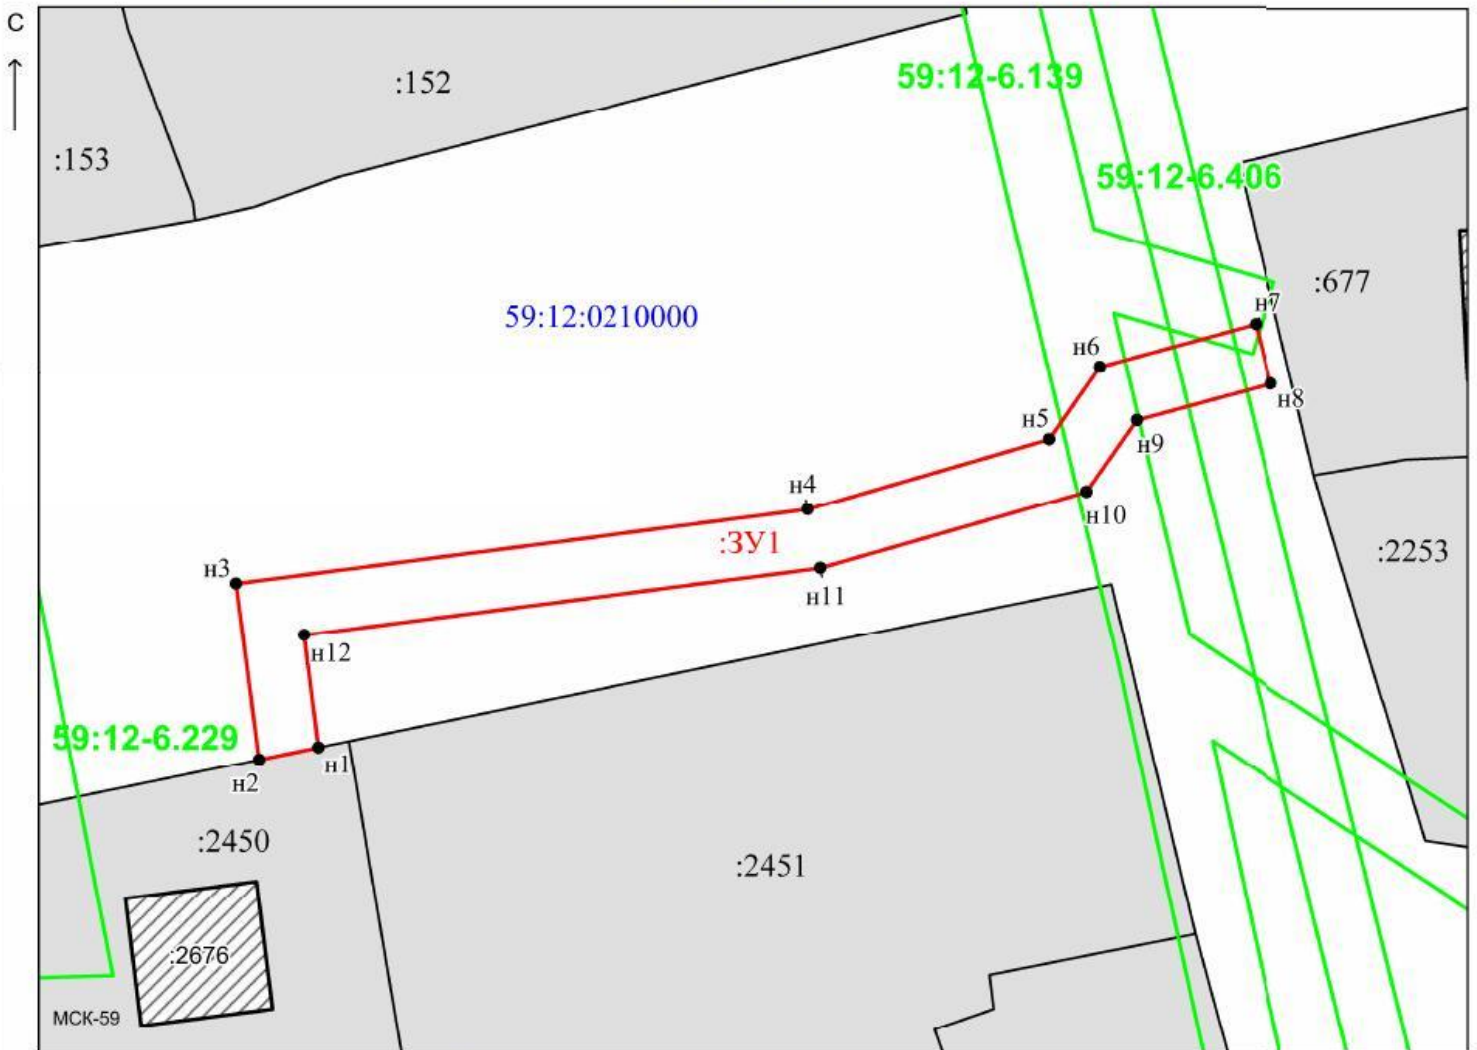 С
:152
59:12-6.139
:153
59:12-6.406
:677
59:12:0210000
н7
н6
н8
н5
н9
н4
н10
:ЗУ1
:2253
н3
н11
н12
59:12-6.229
н1
н2
:2450
:2451
:2676
МСК-59